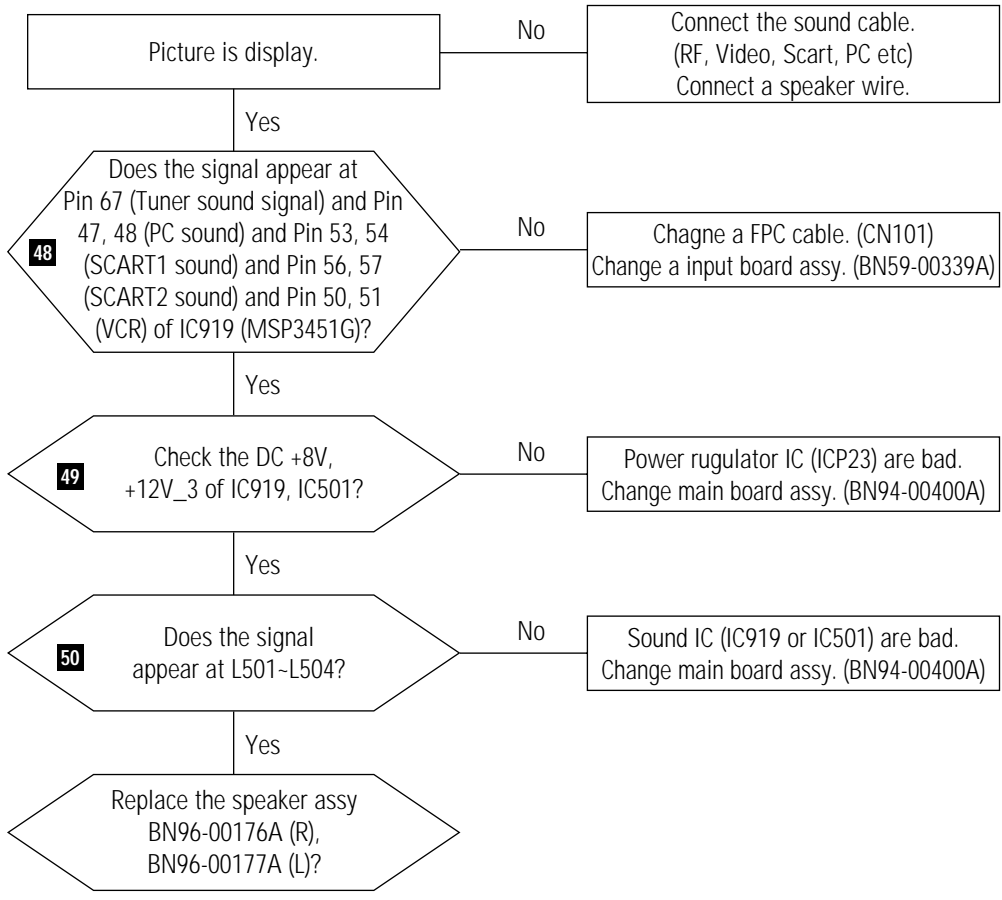 Picture is display.
No
Connect the sound cable.
(RF, Video, Scart, PC etc)
Connect a speaker wire.
Yes
Does the signal appear at
Pin 67 (Tuner sound signal) and Pin
47, 48 (PC sound) and Pin 53, 54
(SCART1 sound) and Pin 56, 57
(SCART2 sound) and Pin 50, 51
(VCR) of IC919 (MSP3451G)?
48
No
Chagne a FPC cable. (CN101)
Change a input board assy. (BN59-00339A)
Yes
49
Check the DC +8V,
+12V_3 of IC919, IC501?
No
Power rugulator IC (ICP23) are bad.
Change main board assy. (BN94-00400A)
Yes
50
Does the signal
appear at L501~L504?
No
Sound IC (IC919 or IC501) are bad.
Change main board assy. (BN94-00400A)
Yes
Replace the speaker assy
BN96-00176A (R),
BN96-00177A (L)?